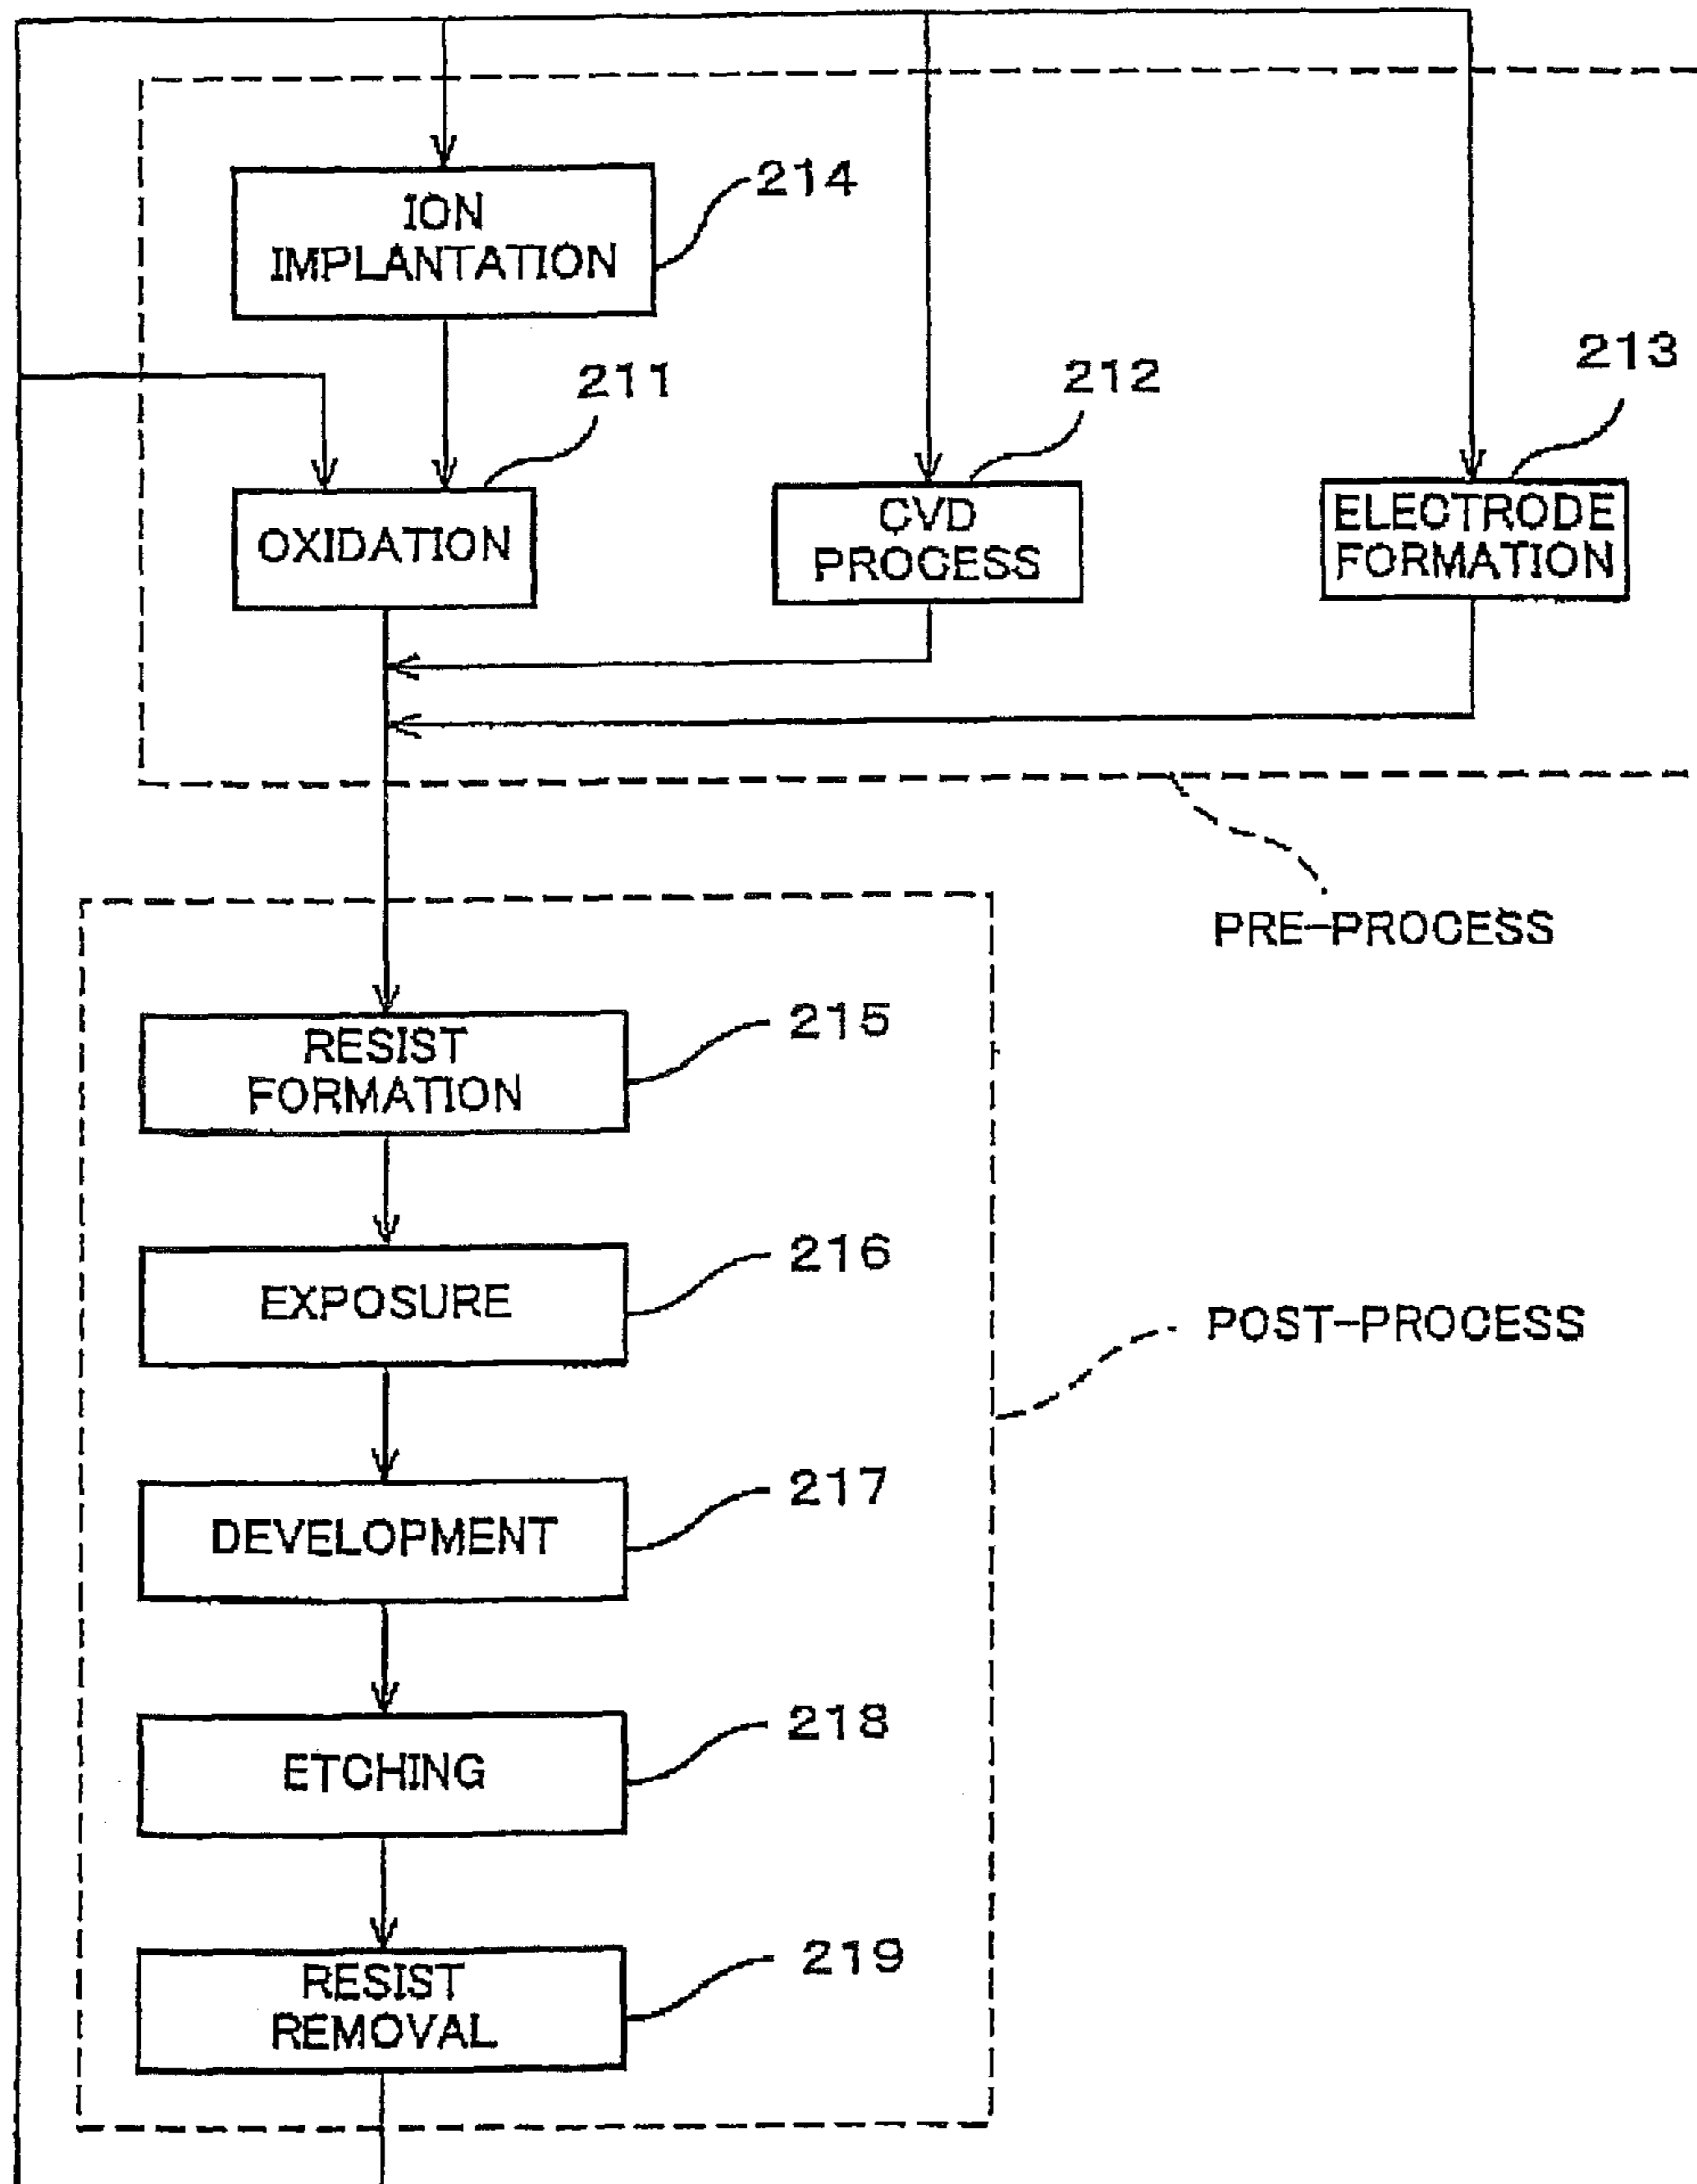 214
ION
IMPLANTATION
211
212
213
OXIDATION
CVD
PROCESS
ELECTRODE
FORMATION
PRE-PROCESS
215
RESIST
FORMATION
216
EXPOSURE
POST-PROCESS
217
DEVELOPMENT
218
ETCHING
219
RESIST
REMOVAL